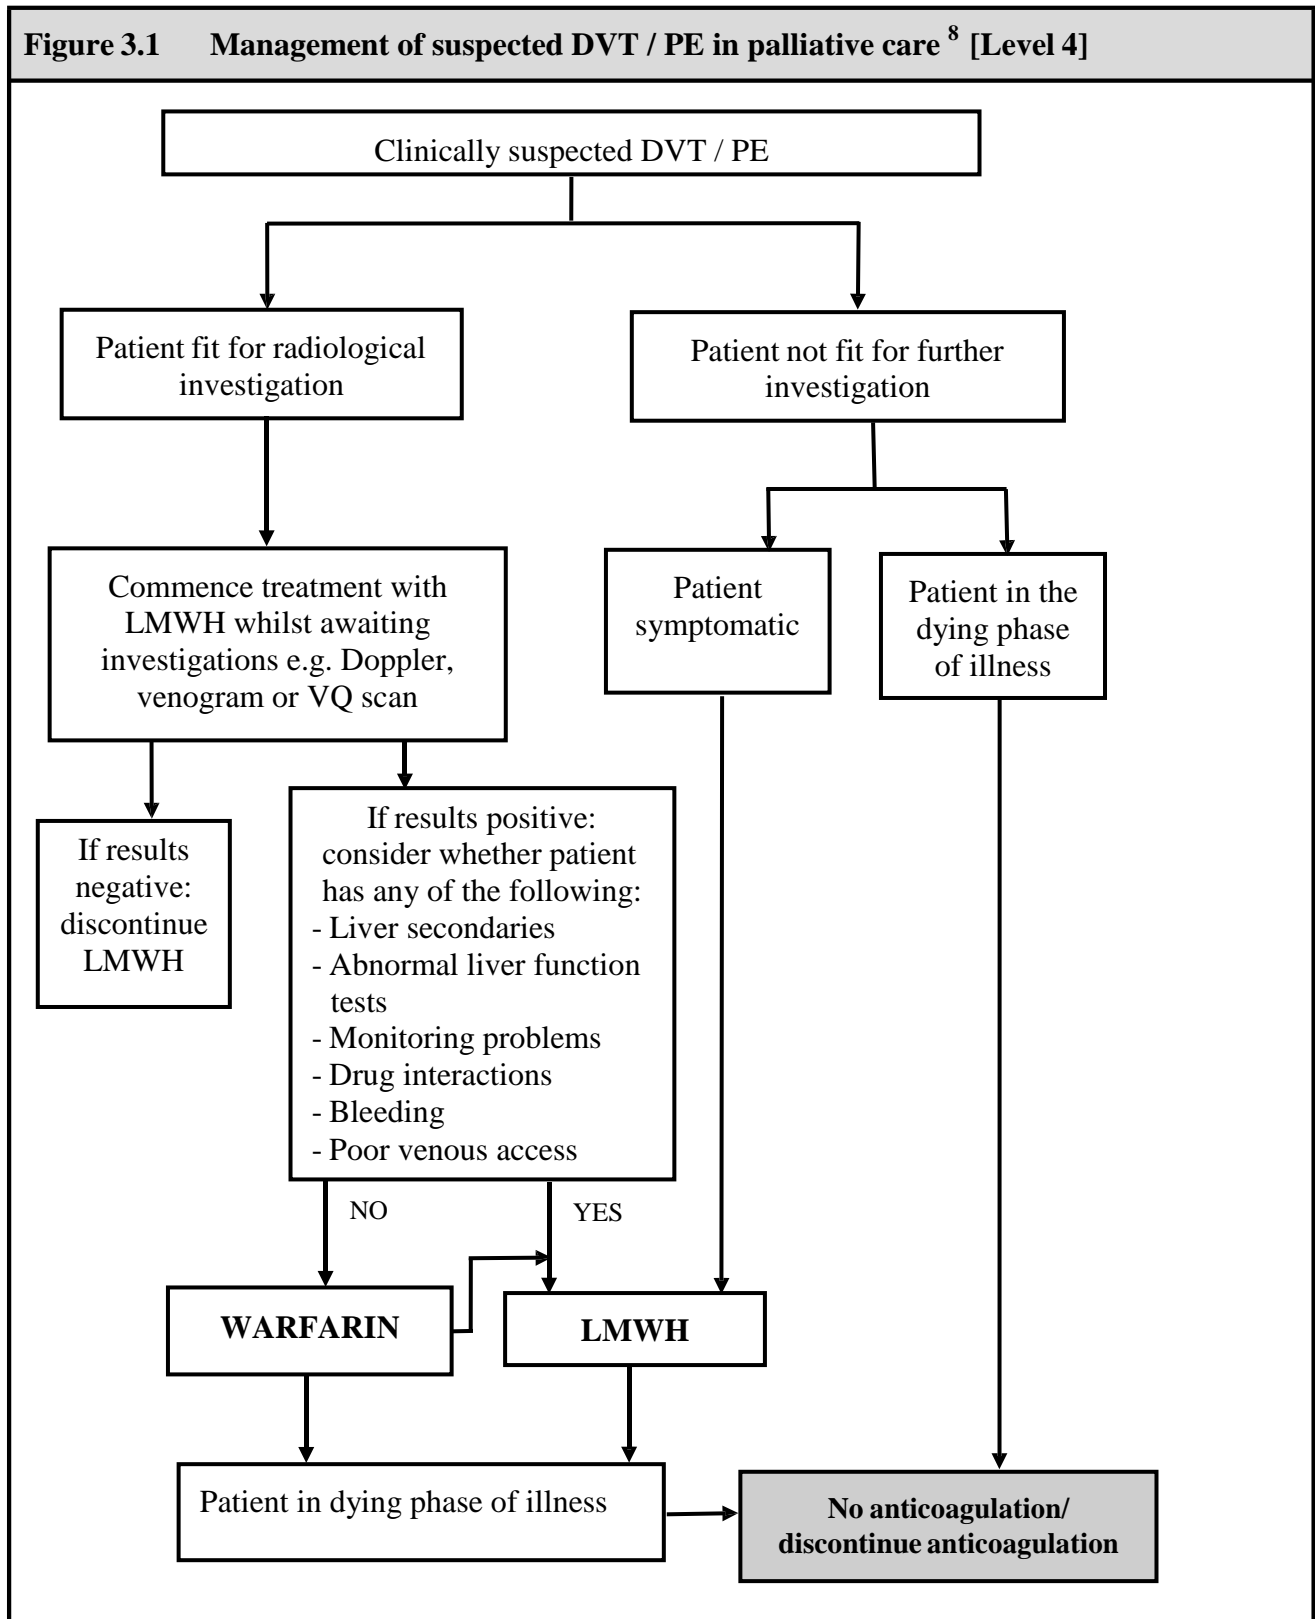 Figure 3.1 Management of suspected DVT / PE in palliative care 8 [Level 4]
Clinically suspected DVT / PE
Patient fit for radiological
investigation
Patient not fit for further
investigation
Commence treatment with
LMWH whilst awaiting
investigations e.g. Doppler,
venogram or VQ scan
Patient
symptomatic
Patient in the
dying phase
of illness
If results
negative:
discontinue
LMWH
If results positive:
consider whether patient
has any of the following:
- Liver secondaries
- Abnormal liver function
tests
- Monitoring problems
- Drug interactions
- Bleeding
- Poor venous access
NO
YES
WARFARIN
LMWH
Patient in dying phase of illness
No anticoagulation/
discontinue anticoagulation